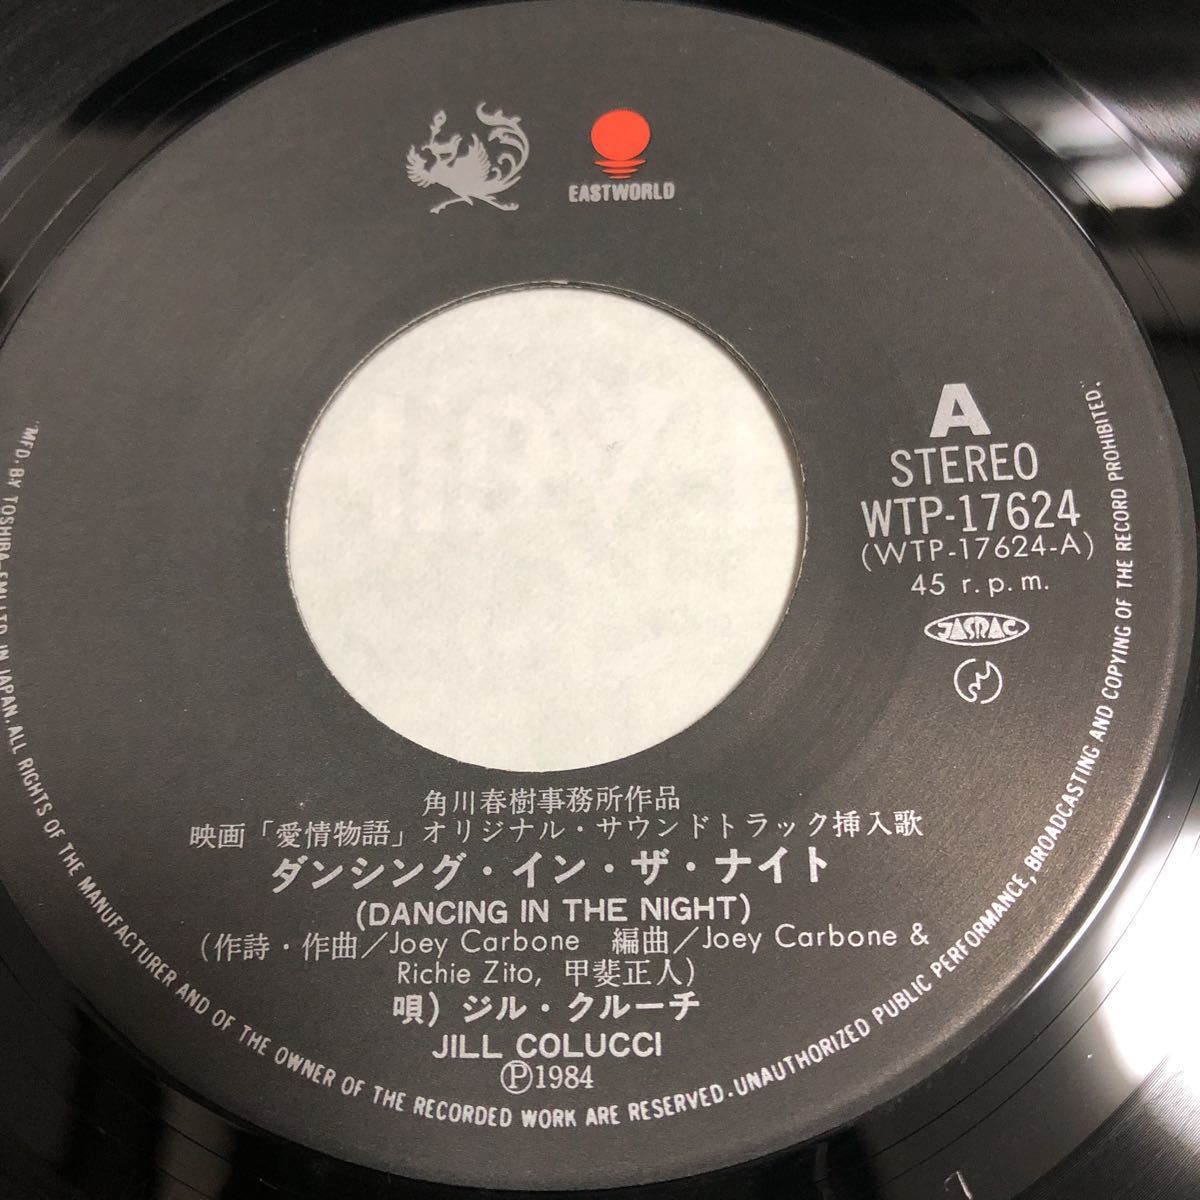 EASTWORLD
A
STEREO
WTP-17624
(WTP-17624-A)
45 r.p.m.
JASRAC
角川春樹事務所作品
映画「愛情物語」オリジナル・サウンドトラック挿入歌
ダンシング・イン・ザ・ナイト
(DANCING IN THE NIGHT)
(作詩・作曲/Joey Carbone 編曲/Joey Carbone &
Richie Zito, 甲斐正人)
唄) ジル・クルーチ
JILL COLUCCI
Ⓟ1984
"MFD. BY TOSHIBA-EMI LTD IN JAPAN. ALL RIGHTS OF THE MANUFACTURER AND OF THE OWNER OF THE RECORDED WORK ARE RESERVED. UNAUTHORIZED PUBLIC PERFORMANCE, BROADCASTING AND COPYING OF THE RECORD PROHIBITED."